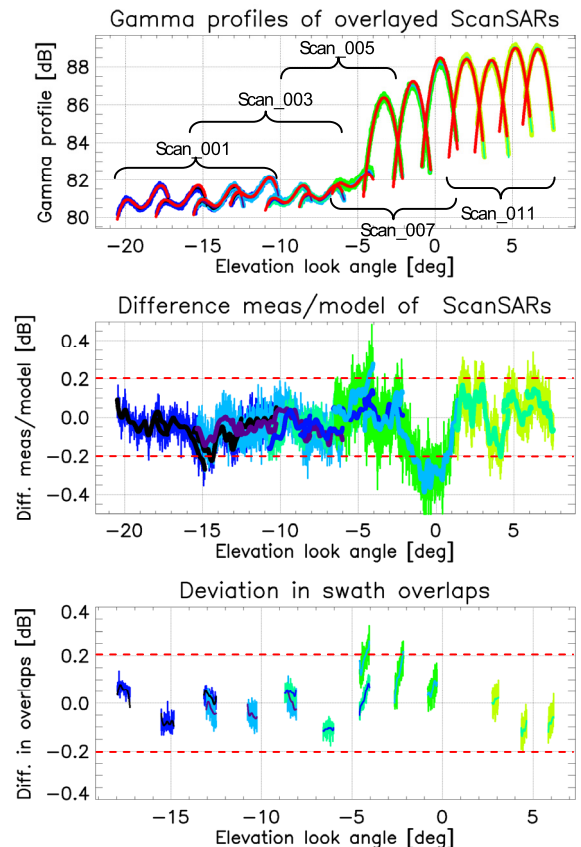 Gamma profiles of overlayed ScanSARs
Gamma profile [dB]
88
86
84
82
80
Scan_005
Scan_003
Scan_001
Scan_007
Scan_011
-20 -15 -10 -5 0 5
Elevation look angle [deg]
Difference meas/model of ScanSARs
Diff. meas/model [dB]
0.4
0.2
0.0
-0.2
-0.4
-20 -15 -10 -5 0 5
Elevation look angle [deg]
Deviation in swath overlaps
Diff. in overlaps [dB]
0.4
0.2
0.0
-0.2
-0.4
-15 -10 -5 0 5
Elevation look angle [deg]